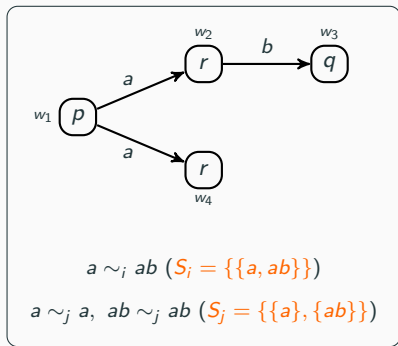 w₂
w₃
r
b
q
a
w₁
p
a
r
w₄
a ∼ᵢ ab (Sᵢ = {{a, ab}})
a ∼ⱼ a, ab ∼ⱼ ab (Sⱼ = {{a}, {ab}})